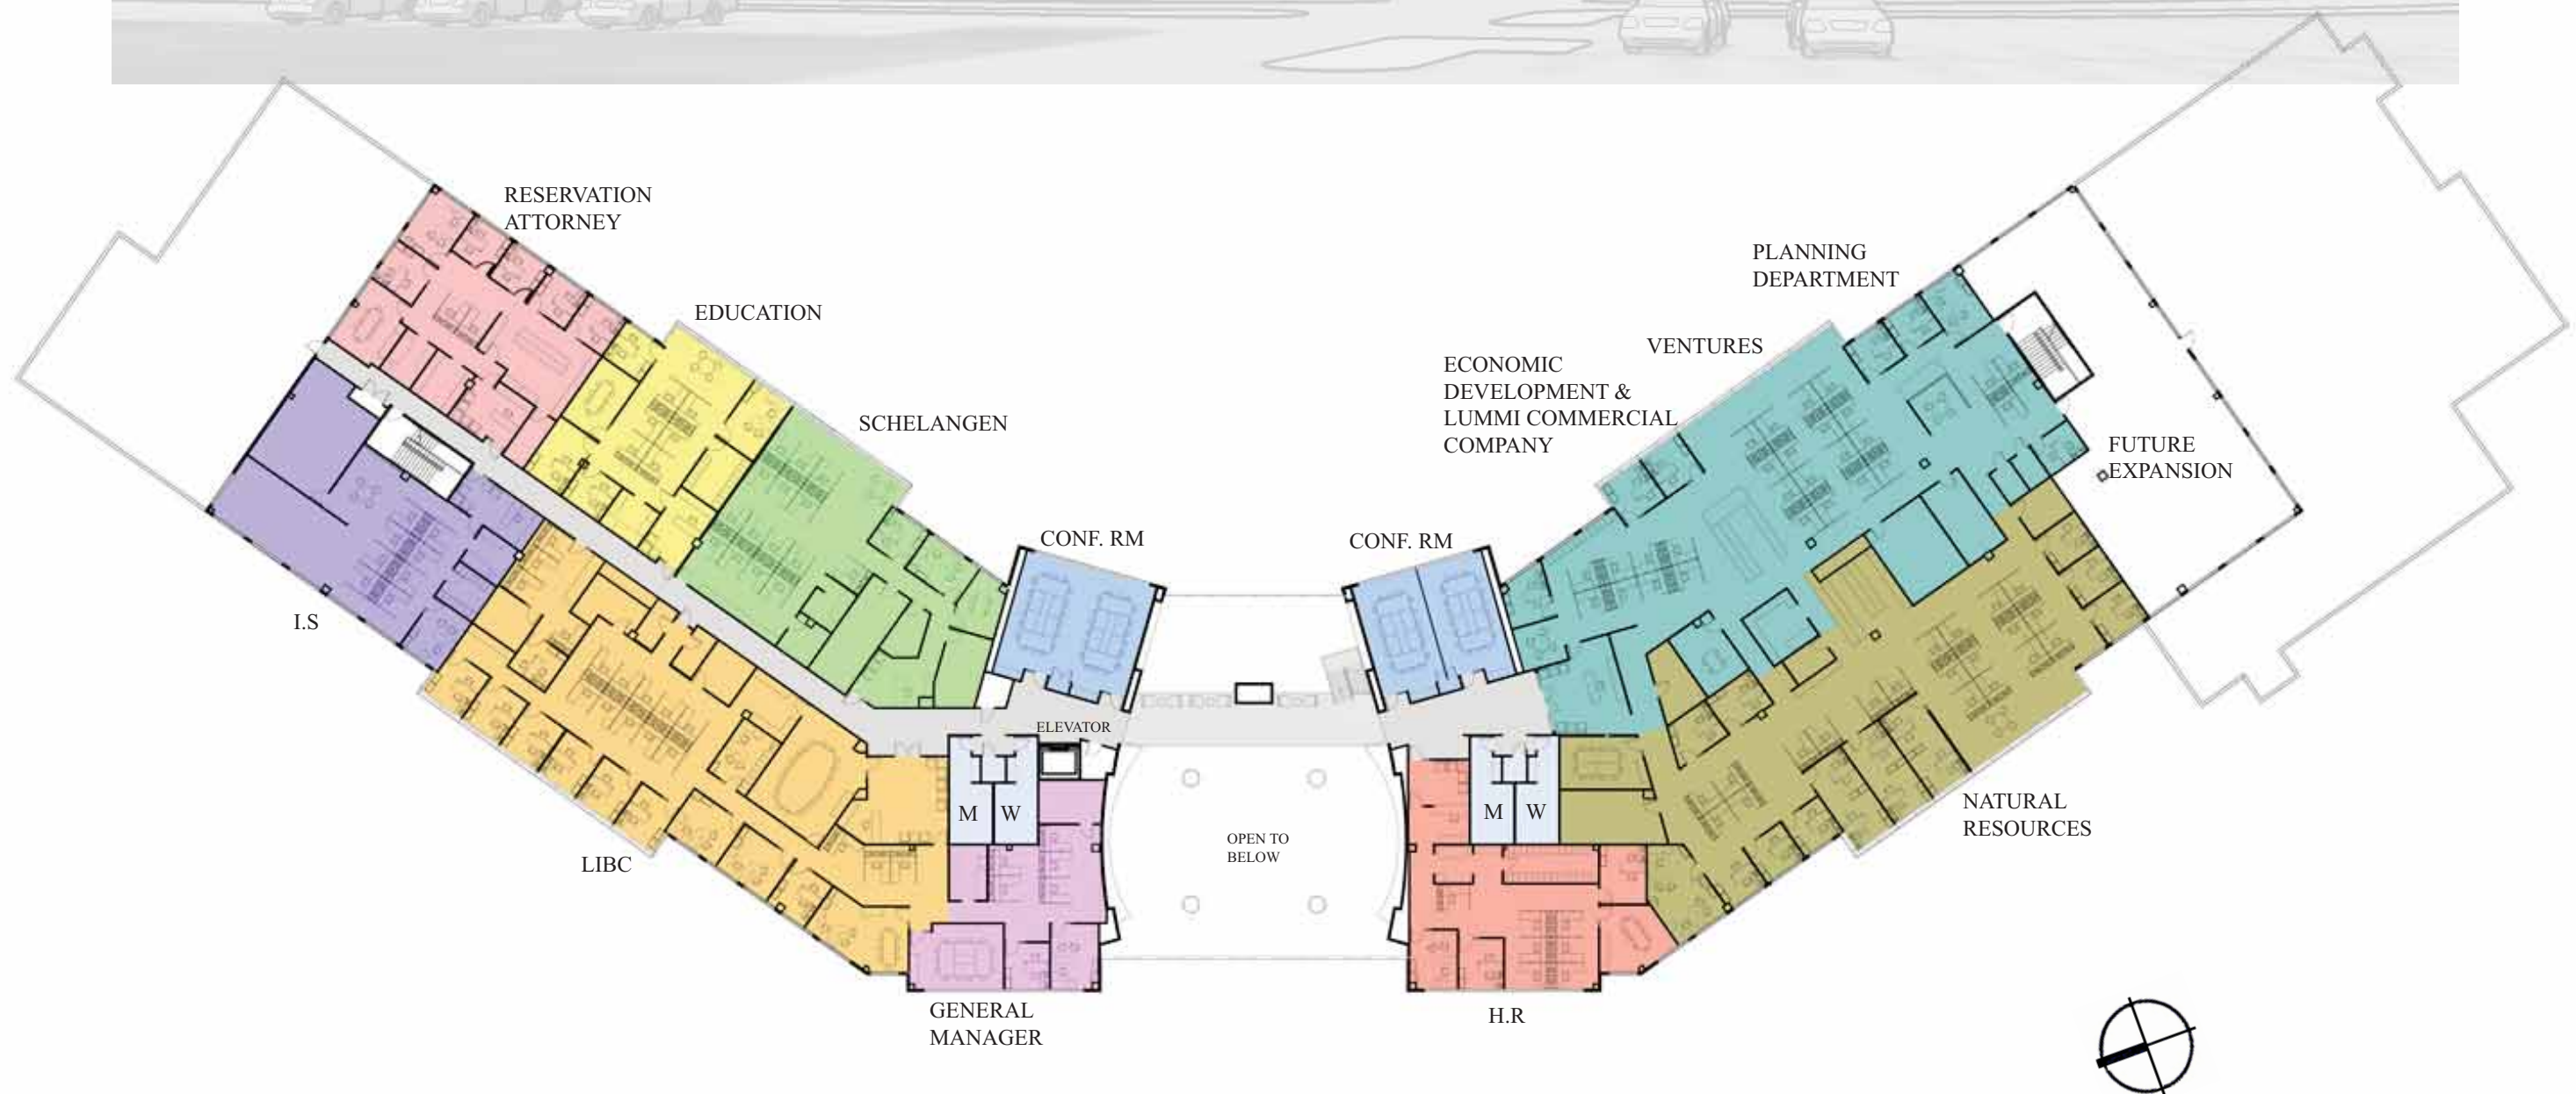 RESERVATION
ATTORNEY
EDUCATION
SCHELANGEN
CONF. RM
I.S
LIBC
ELEVATOR
M
W
GENERAL
MANAGER
OPEN TO
BELOW
CONF. RM
ECONOMIC
DEVELOPMENT &
LUMMI COMMERCIAL
COMPANY
VENTURES
PLANNING
DEPARTMENT
FUTURE
EXPANSION
M
W
NATURAL
RESOURCES
H.R